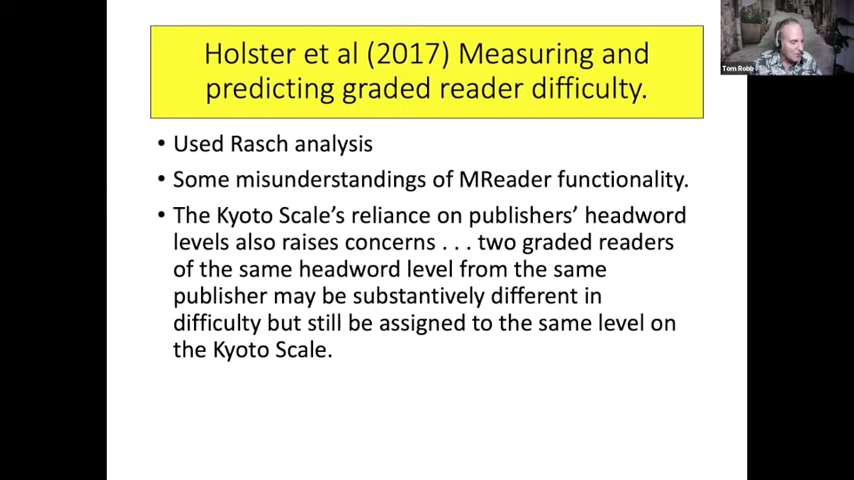 Holster et al (2017) Measuring and
predicting graded reader difficulty.
• Used Rasch analysis
• Some misunderstandings of MReader functionality.
• The Kyoto Scale's reliance on publishers' headword
levels also raises concerns . . . two graded readers
of the same headword level from the same
publisher may be substantively different in
difficulty but still be assigned to the same level on
the Kyoto Scale.
Tom Robb